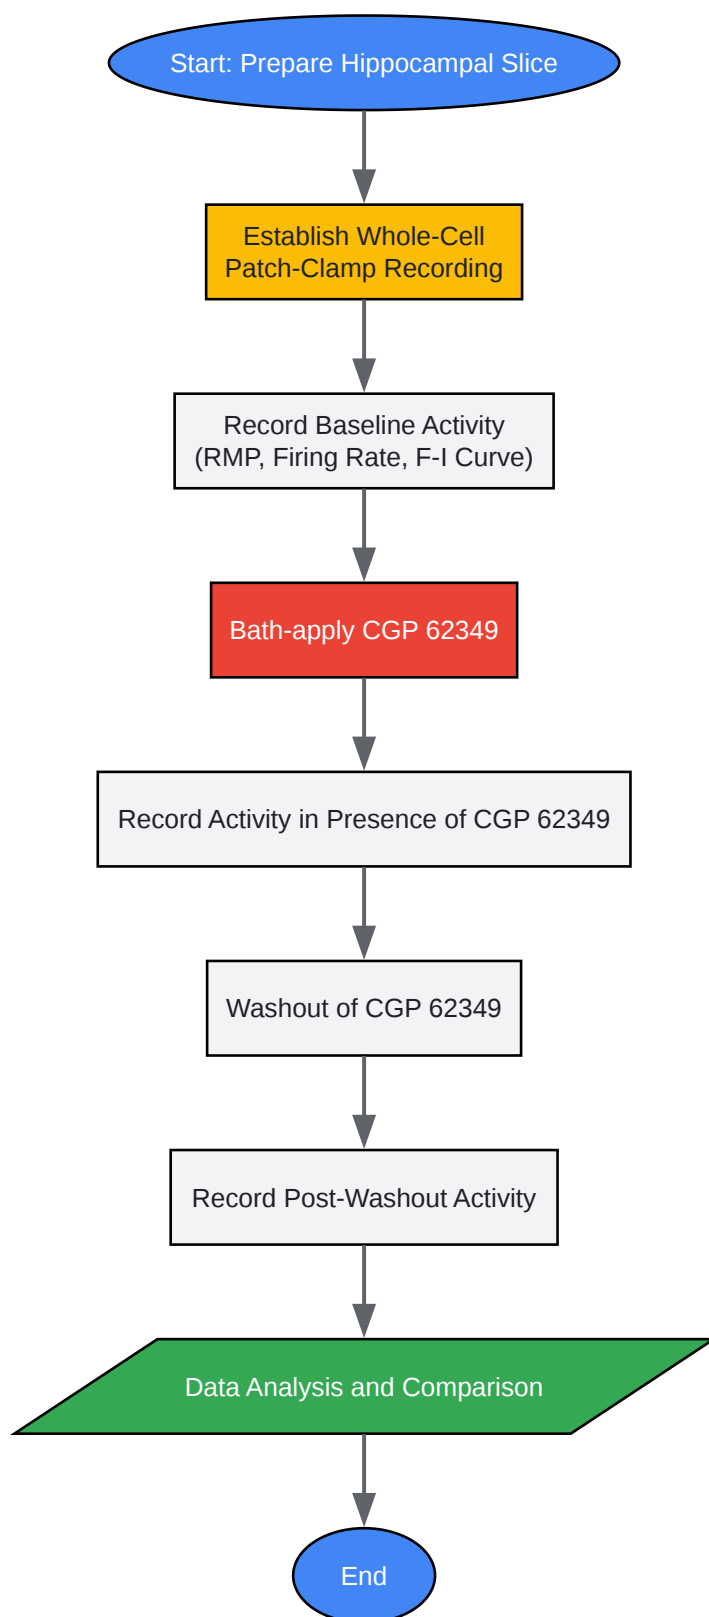 Start: Prepare Hippocampal Slice
Establish Whole-Cell
Patch-Clamp Recording
Record Baseline Activity
(RMP, Firing Rate, F-I Curve)
Bath-apply CGP 62349
Record Activity in Presence of CGP 62349
Washout of CGP 62349
Record Post-Washout Activity
Data Analysis and Comparison
End